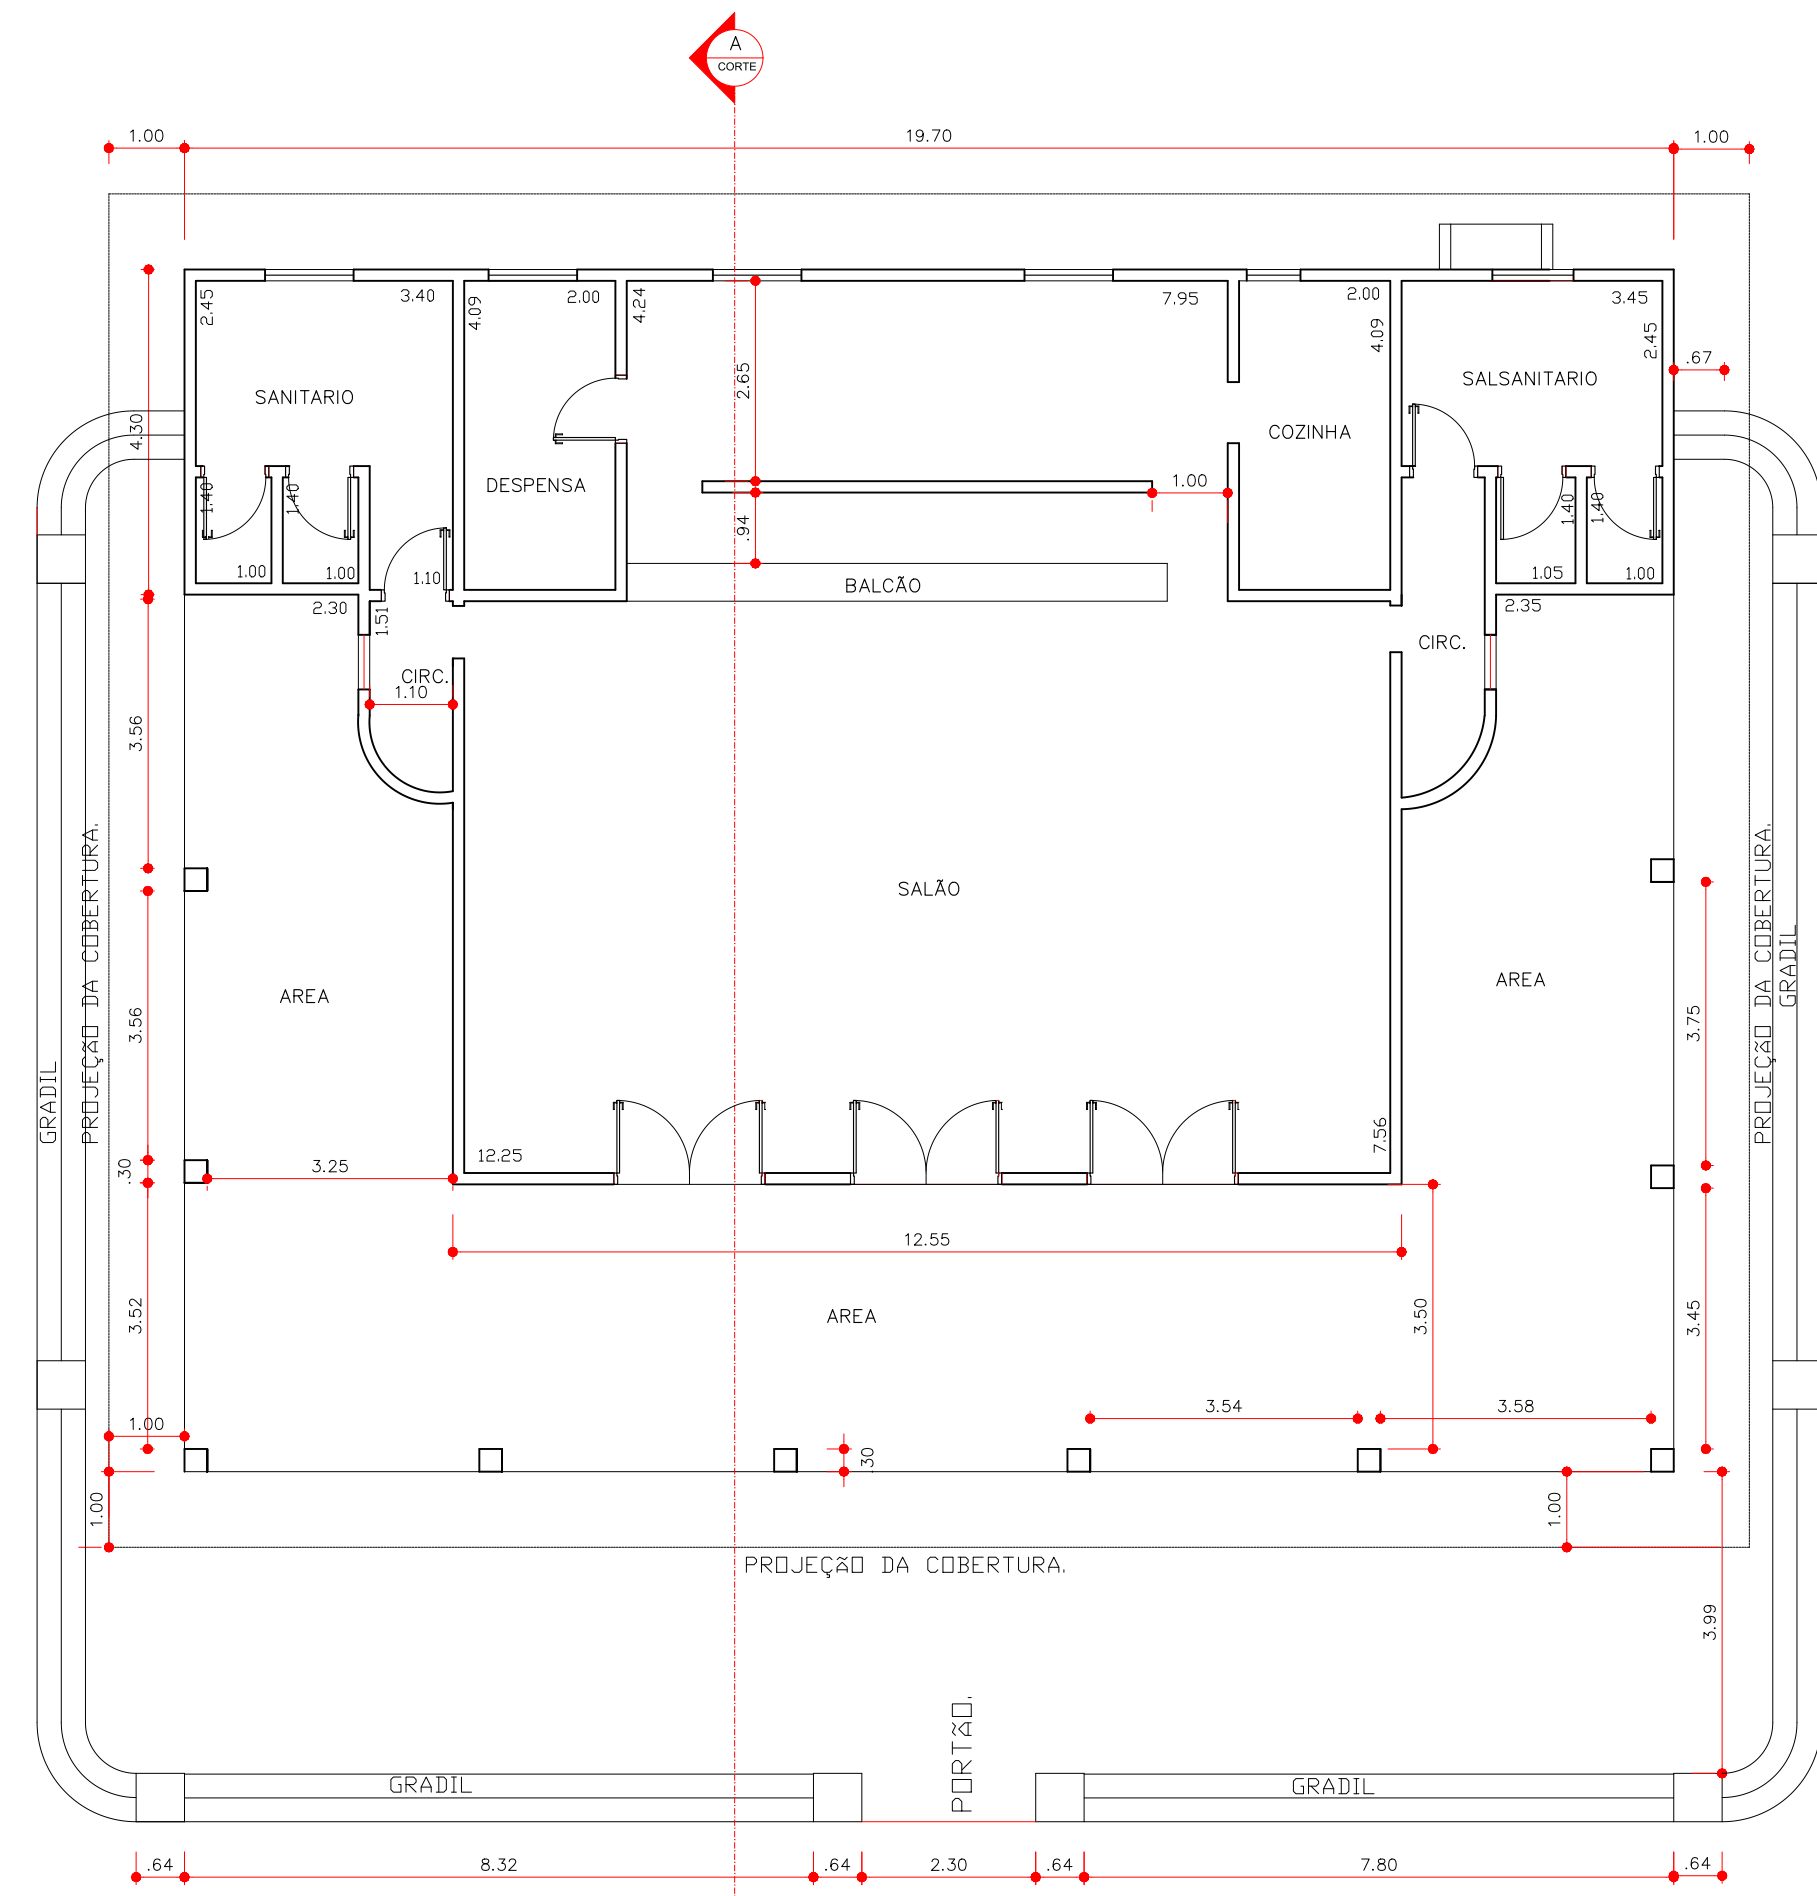 A
CORTE
1.00
19.70
1.00
2.45
3.40
4.09
2.00
4.24
7.95
2.00
3.45
4.09
2.45
.67
2.65
SANITARIO
SALSANITARIO
4.30
COZINHA
DESPENSA
1.00
1.40
1.40
1.40
1.40
.94
1.00
1.00
1.10
BALCÃO
1.05
1.00
2.30
1.51
2.35
CIRC.
CIRC.
1.10
3.56
SALÃO
PROJEÇÃO DA COBERTURA.
PROJEÇÃO DA COBERTURA.
GRADIL
AREA
AREA
3.56
3.75
GRADIL
12.25
7.56
.30
3.25
12.55
3.52
AREA
3.50
3.45
3.54
3.58
1.00
.30
1.00
1.00
PROJEÇÃO DA COBERTURA.
3.99
PORTÃO.
GRADIL
GRADIL
.64
8.32
.64
2.30
.64
7.80
.64